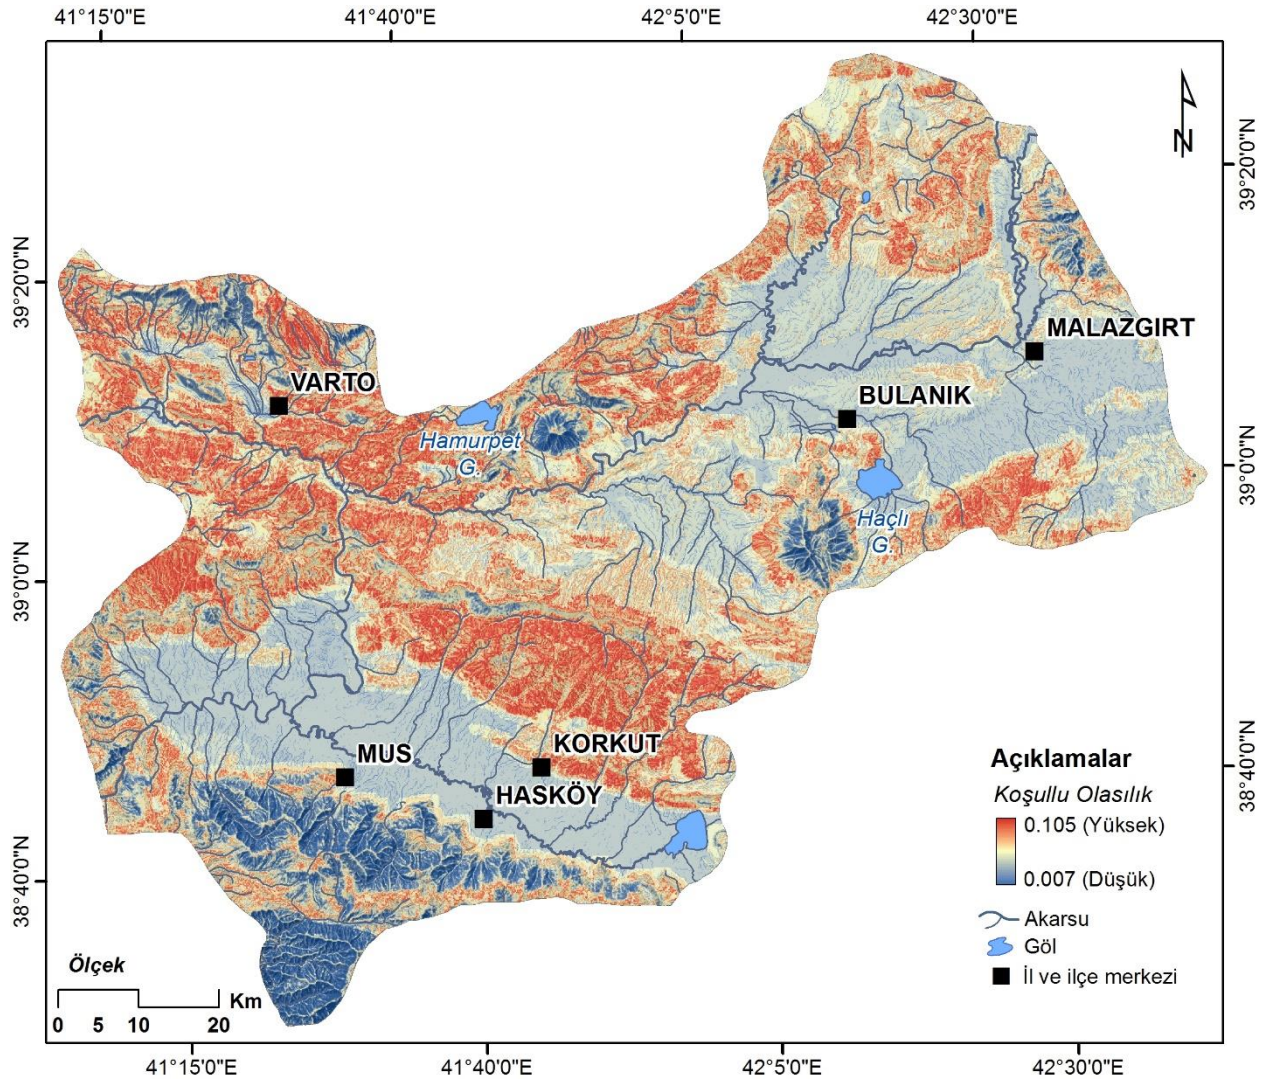 41°15'0"E
41°40'0"E
42°5'0"E
42°30'0"E
N
39°20'0"N
39°20'0"N
MALAZGIRT
VARTO
BULANIK
Hamurpet
G.
39°0'0"N
Haçlı
G.
39°0'0"N
KORKUT
MUS
HASKÖY
38°40'0"N
38°40'0"N
Açıklamalar
Koşullu Olasılık
0.105 (Yüksek)
0.007 (Düşük)
Akarsu
Göl
İl ve ilçe merkezi
Ölçek
Km
0 5 10 20
41°15'0"E
41°40'0"E
42°5'0"E
42°30'0"E